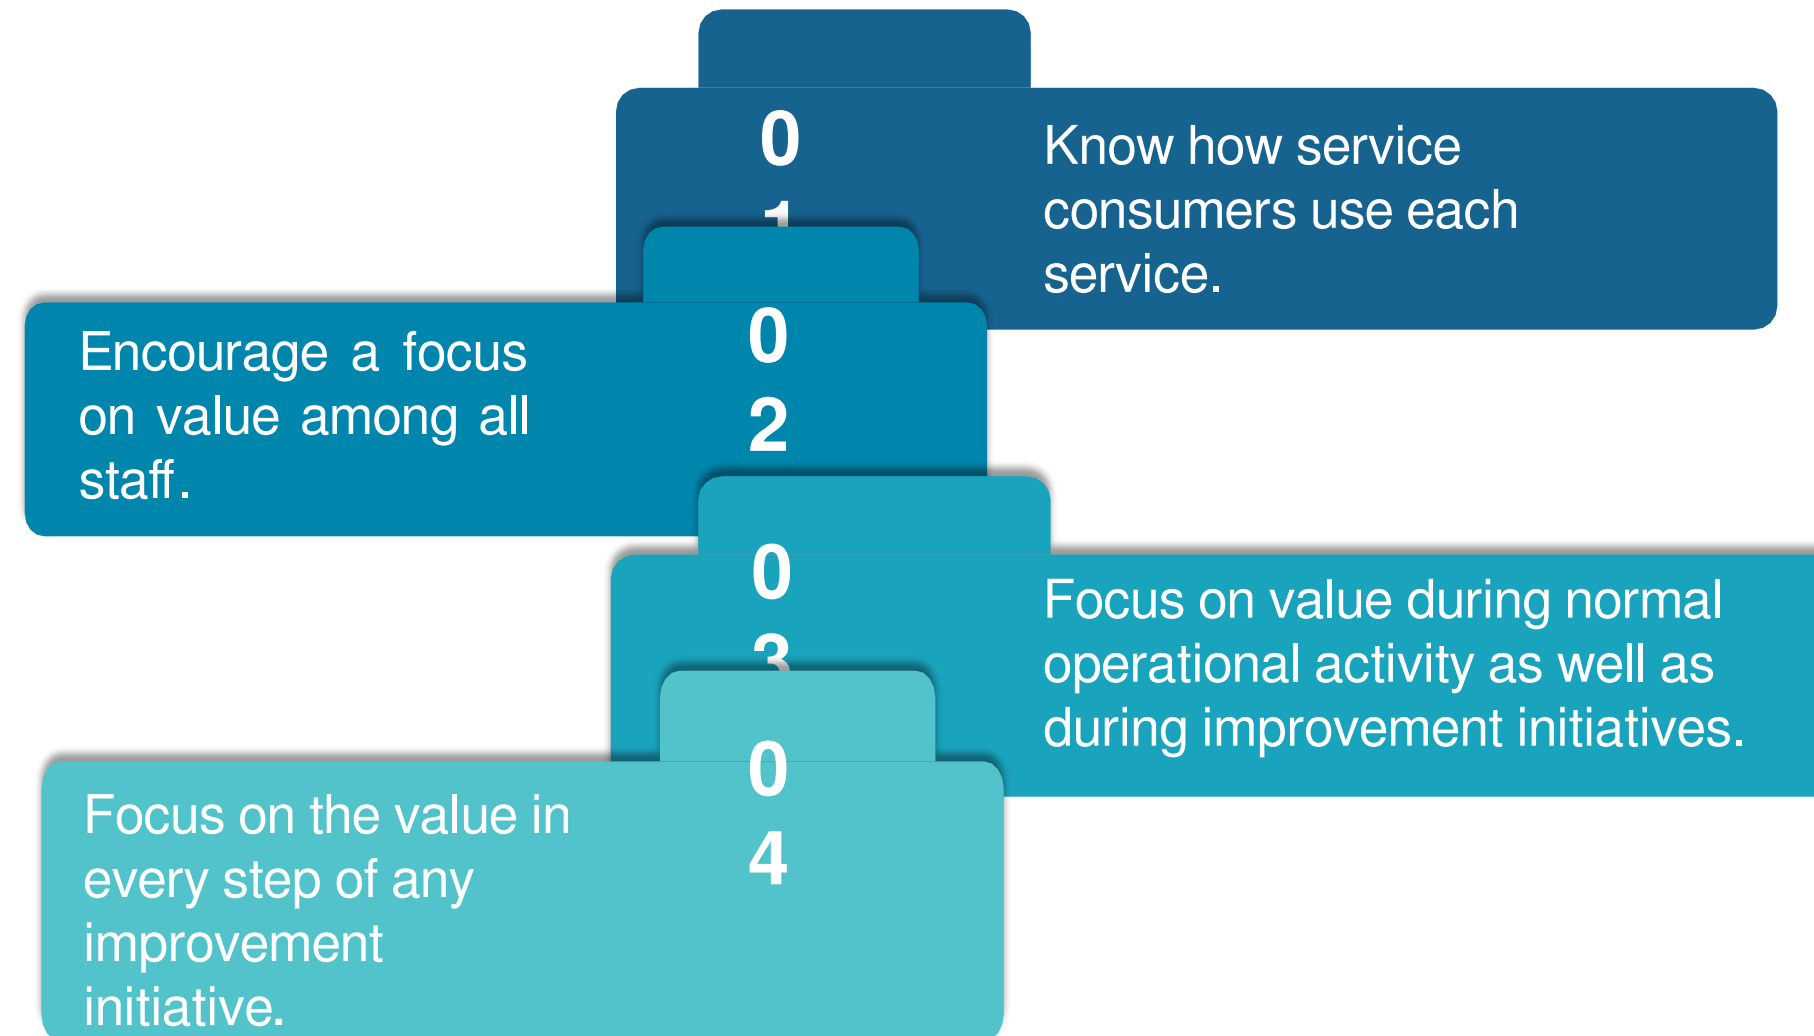 0
1
Know how service
consumers use each
service.
Encourage a focus
on value among all
staff.
0
2
0
3
Focus on value during normal
operational activity as well as
during improvement initiatives.
0
4
Focus on the value in
every step of any
improvement
initiative.